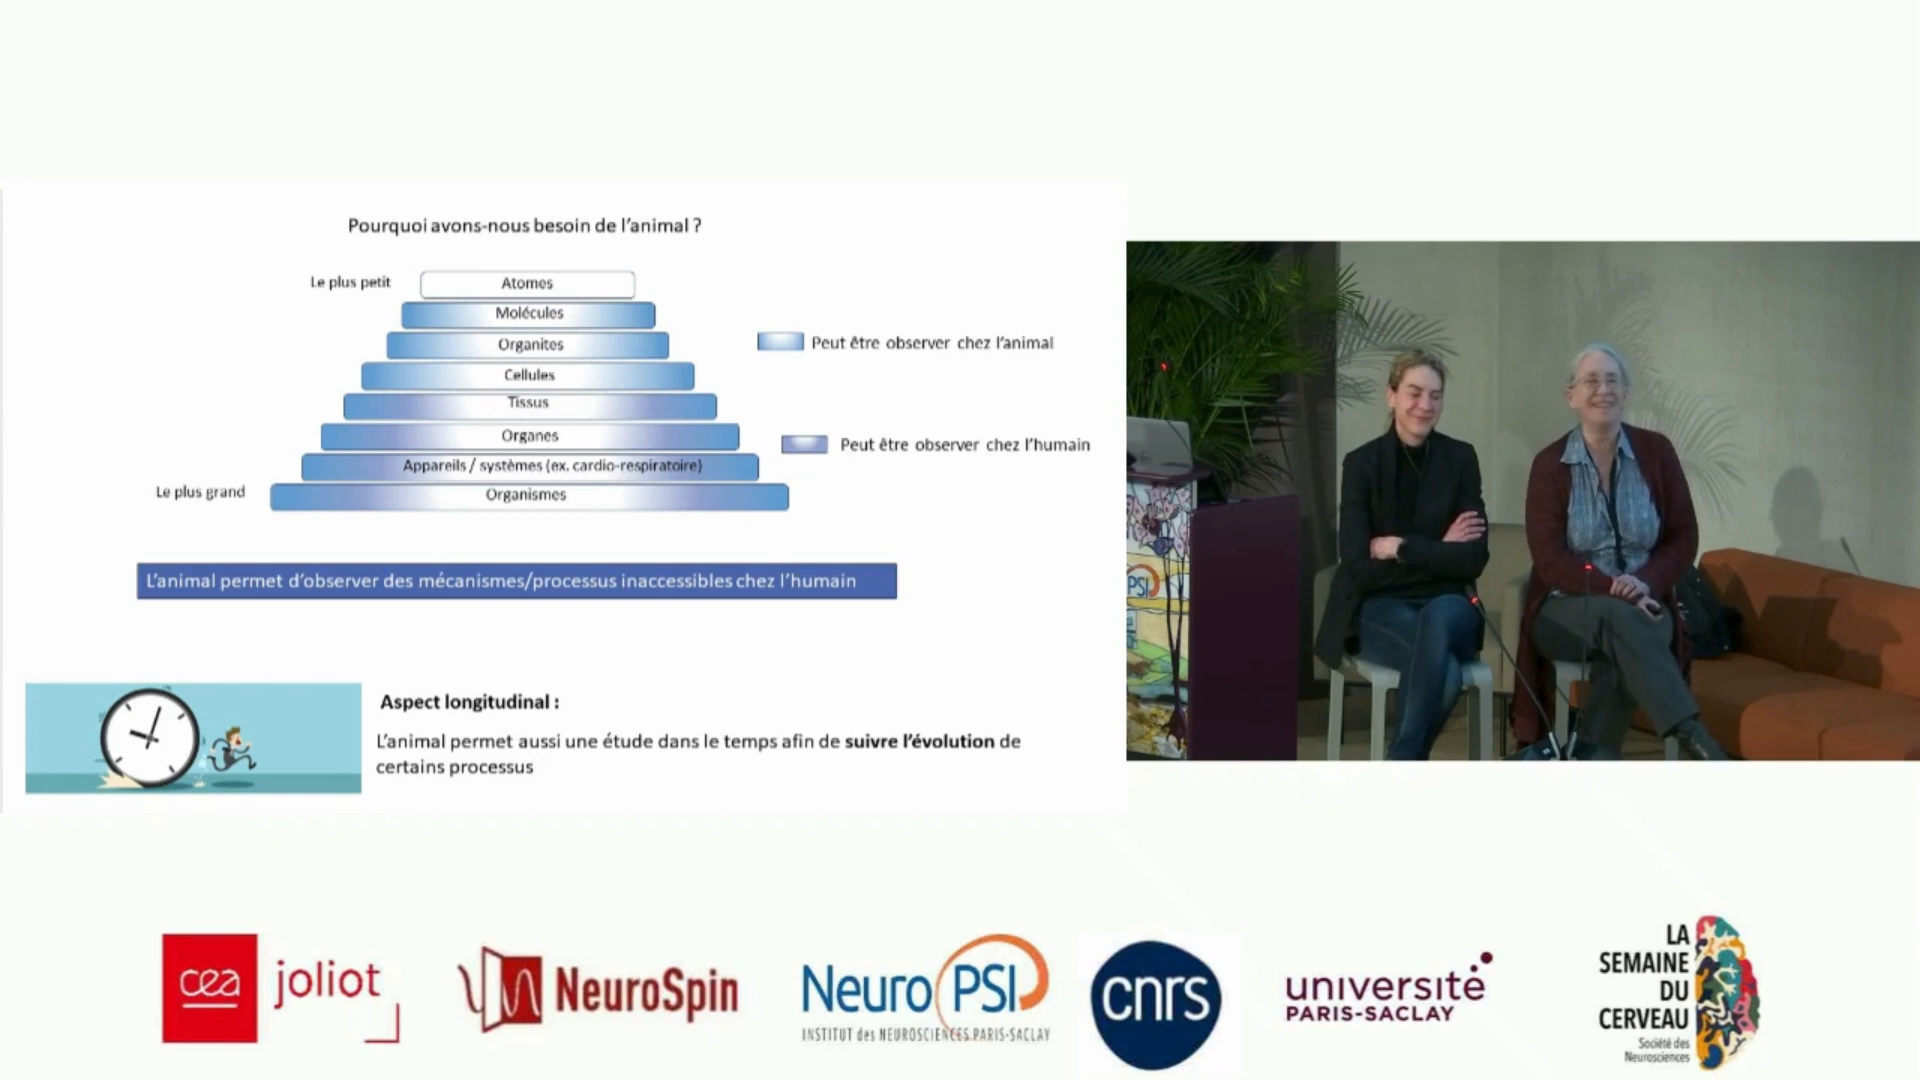 Pourquoi avons-nous besoin de l'animal ?
Le plus petit
Atomes
Molécules
Organites
Cellules
Tissus
Organes
Appareils / systèmes (ex. cardio-respiratoire)
Le plus grand
Organismes
Peut être observer chez l'animal
Peut être observer chez l'humain
L'animal permet d'observer des mécanismes/processus inaccessibles chez l'humain
Aspect longitudinal :
L'animal permet aussi une étude dans le temps afin de suivre l'évolution de
certains processus
PSI
cea
joliot
NeuroSpin
NeuroPSI
INSTITUT des NEUROSCIENCES PARIS-SACLAY
cnrs
université
PARIS-SACLAY
LA
SEMAINE
DU
CERVEAU
Société des
Neurosciences